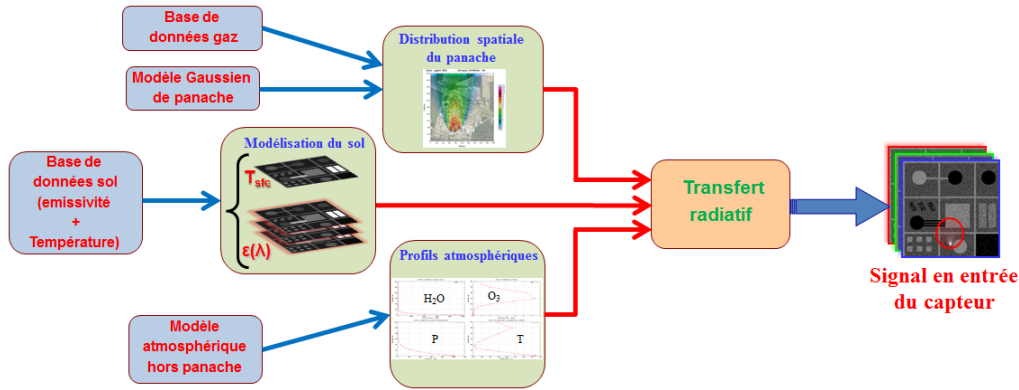 Base de
données gaz
Modèle Gaussien
de panache
Distribution spatiale
du panache
Base de
données sol
(emissivité
+
Température)
Modélisation du sol
Tsfc
ε(λ)
Transfert
radiatif
Signal en entrée
du capteur
Profils atmosphériques
H2O
O3
P
T
Modèle
atmosphérique
hors panache